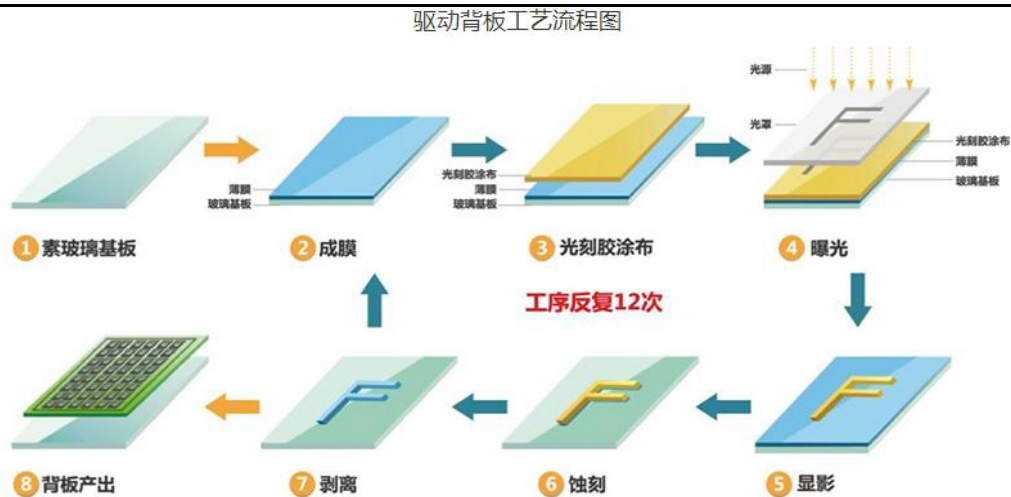 驱动背板工艺流程图
光源
光罩
光刻胶涂布
薄膜
玻璃基板
薄膜
玻璃基板
光刻胶涂布
薄膜
玻璃基板
1 素玻璃基板
2 成膜
3 光刻胶涂布
4 曝光
工序反复12次
8 背板产出
7 剥离
6 蚀刻
5 显影